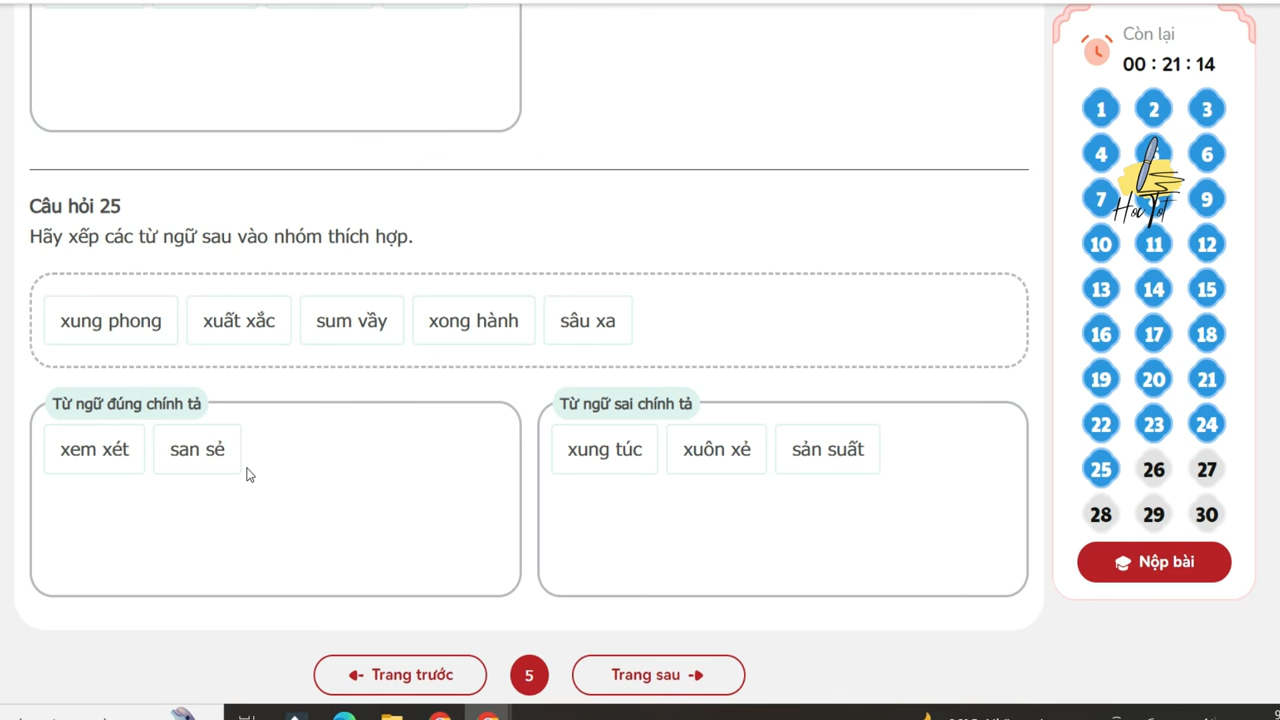 Còn lại
00 : 21 : 14
1 2 3
4 6
7 9
Học Tốt
10 11 12
13 14 15
16 17 18
19 20 21
22 23 24
25 26 27
28 29 30
Nộp bài
Câu hỏi 25
Hãy xếp các từ ngữ sau vào nhóm thích hợp.
xung phong xuất xắc sum vầy xong hành sâu xa
Từ ngữ đúng chính tả
xem xét san sẻ
Từ ngữ sai chính tả
xung túc xuôn xẻ sản suất
Trang trước 5 Trang sau